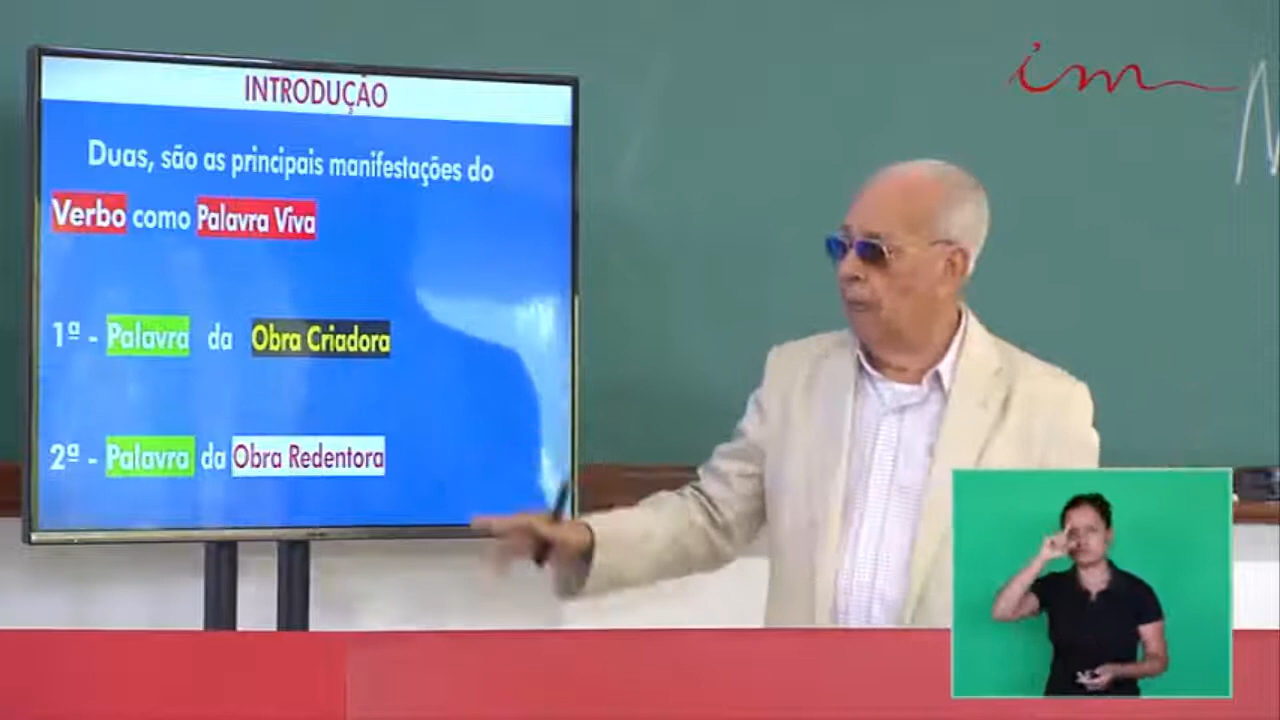 INTRODUÇÃO
Duas, são as principais manifestações do
Verbo como Palavra Viva
1ª - Palavra da Obra Criadora
2ª - Palavra da Obra Redentora
im
N